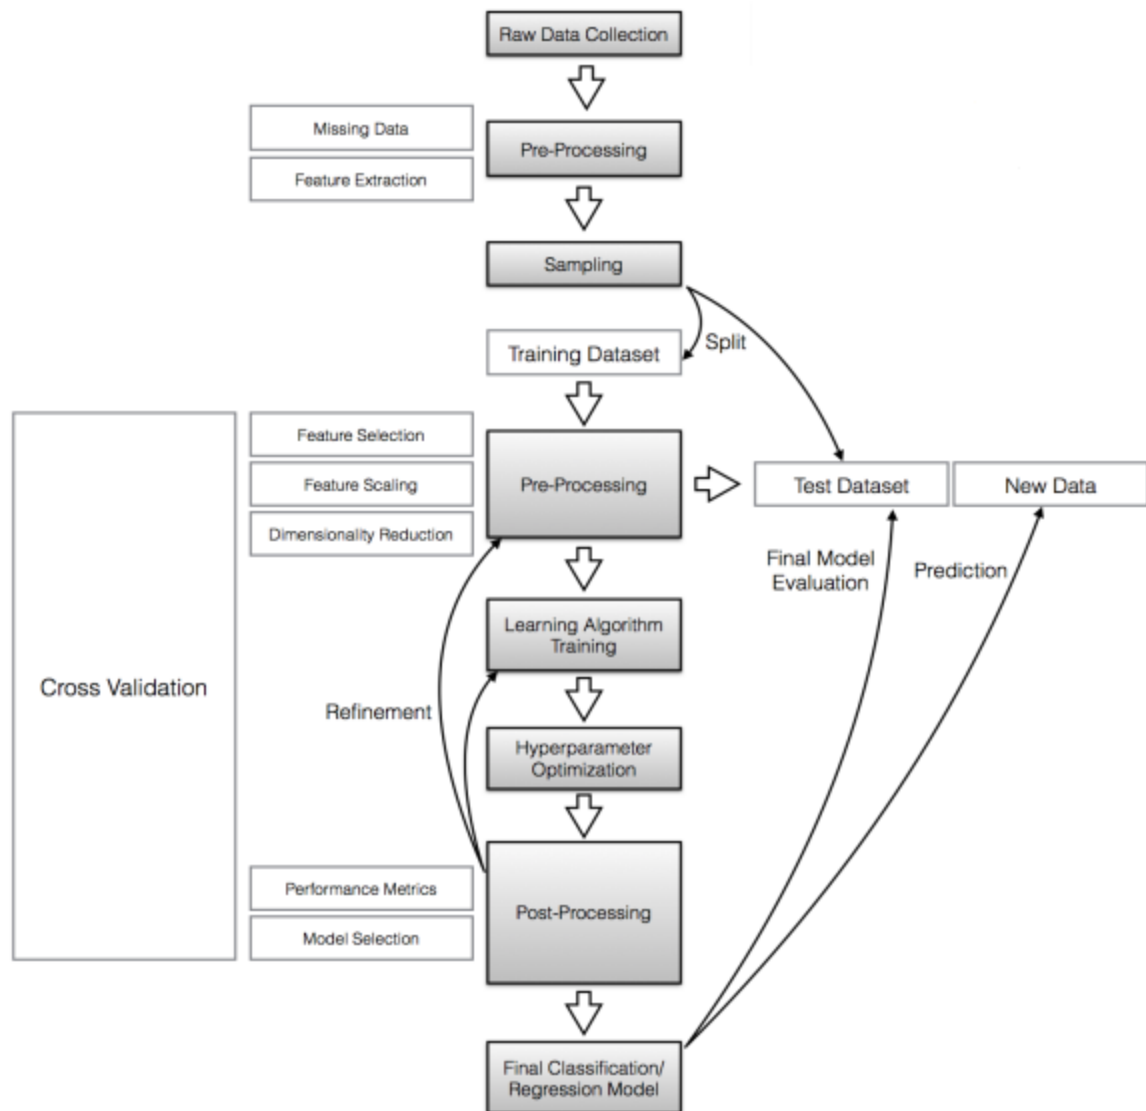 Raw Data Collection
Missing Data
Pre-Processing
Feature Extraction
Sampling
Split
Training Dataset
Feature Selection
Feature Scaling
Pre-Processing
Test Dataset
New Data
Dimensionality Reduction
Final Model
Evaluation
Prediction
Learning Algorithm
Training
Cross Validation
Refinement
Hyperparameter
Optimization
Performance Metrics
Post-Processing
Model Selection
Final Classification/
Regression Model